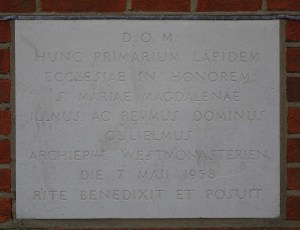 D.O.M.
HUNC PRIMARIUM LAPIDEM
ECCLESIAE IN HONOREM
S. MARIAE MAGDALENAE
ILLMUS AC REVMUS DOMINUS
GULIELMUS
ARCHIEPUS WESTMONASTERIEN.
DIE 7 MAII 1958
RITE BENEDIXIT ET POSUIT